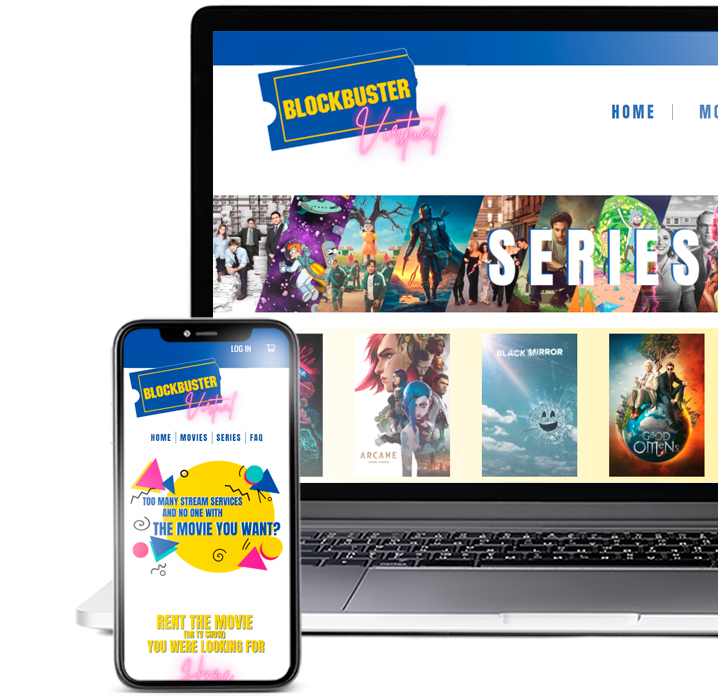 BLOCKBUSTER
Virtual
HOME
SERIES
ARCANE
BLACK MIRROR
GOOD
OMENS
LOG IN
BLOCKBUSTER
Virtual
HOME | MOVIES | SERIES | FAQ
TOO MANY STREAM SERVICES
AND NO ONE WITH
THE MOVIE YOU WANT?
RENT THE MOVIE
(OR TV SHOW)
YOU WERE LOOKING FOR
Here